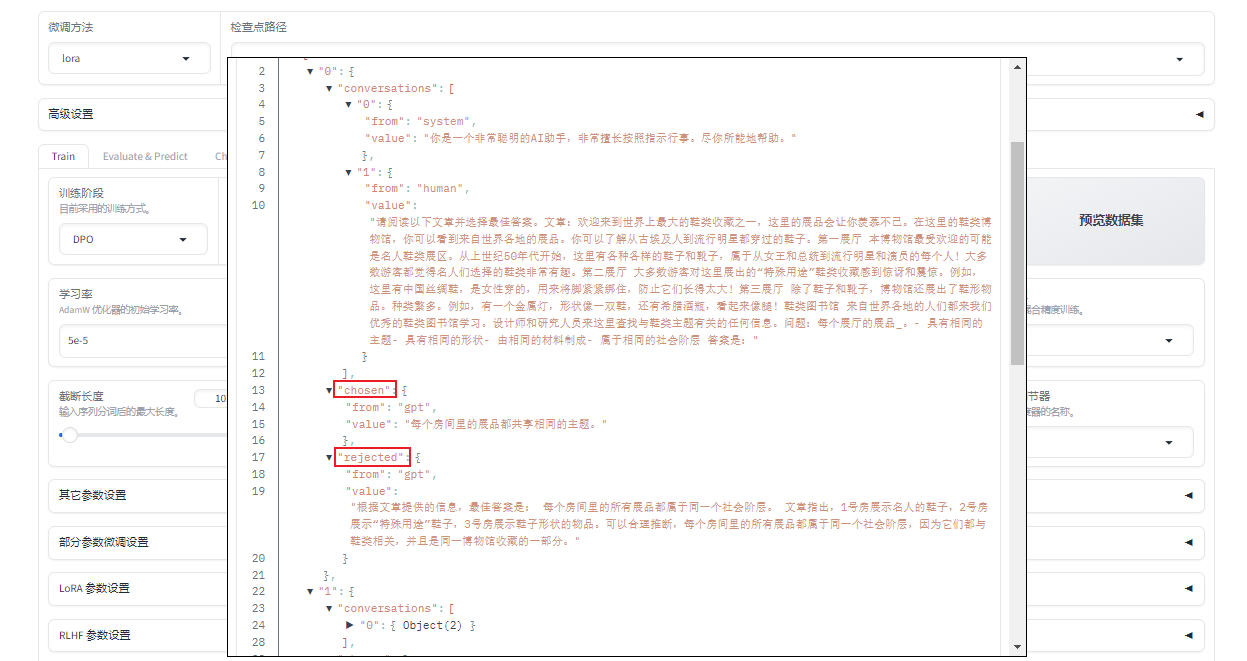 微调方法
检查点路径
lora
高级设置
Train
Evaluate & Predict
Ch
训练阶段
目前采用的训练方式。
DPO
预览数据集
学习率
AdamW 优化器的初始学习率。
5e-5
混合精度训练。
截断长度
10
输入序列分词后的最大长度。
节器
度器的名称。
其它参数设置
部分参数微调设置
LoRA 参数设置
RLHF 参数设置
2 ▼ "0": {
3 ▼ "conversations": [
4 ▼ "0": {
5 "from": "system",
6 "value": "你是一个非常聪明的AI助手，非常擅长按照指示行事。尽你所能地帮助。"
7 },
8 ▼ "1": {
9 "from": "human",
10 "value":
"请阅读以下文章并选择最佳答案。文章：欢迎来到世界上最大的鞋类收藏之一，这里的展品会让你羡慕不已。在这里的鞋类博
物馆，你可以看到来自世界各地的展品。你可以了解从古埃及人到流行明星都穿过的鞋子。第一展厅 本博物馆最受欢迎的可能
是名人鞋类展区。从上世纪50年代开始，这里有各种各样的鞋子和靴子，属于从女王和总统到流行明星和演员的每个人！大多
数游客都觉得名人们选择的鞋类非常有趣。第二展厅 大多数游客对这里展出的“特殊用途”鞋类收藏感到惊讶和震惊。例如，
这里有中国丝绸鞋，是女性穿的，用来将脚紧紧绑住，防止它们长得太大！第三展厅 除了鞋子和靴子，博物馆还展出了鞋形物
品。种类繁多。例如，有一个金属灯，形状像一双鞋，还有希腊酒瓶，看起来像腿！鞋类图书馆 来自世界各地的人们都来我们
优秀的鞋类图书馆学习。设计师和研究人员来这里查找与鞋类主题有关的任何信息。问题：每个展厅的展品_。- 具有相同的
主题- 具有相同的形状- 由相同的材料制成- 属于相同的社会阶层 答案是："
11 }
12 ],
13 ▼ "chosen": {
14 "from": "gpt",
15 "value": "每个房间里的展品都共享相同的主题。"
16 },
17 ▼ "rejected": {
18 "from": "gpt",
19 "value":
"根据文章提供的信息，最佳答案是： 每个房间里的所有展品都属于同一个社会阶层。 文章指出，1号房展示名人的鞋子，2号房
展示“特殊用途”鞋子，3号房展示鞋子形状的物品。可以合理推断，每个房间里的所有展品都属于同一个社会阶层，因为它们都与
鞋类相关，并且是同一博物馆收藏的一部分。"
20 }
21 },
22 ▼ "1": {
23 ▼ "conversations": [
24 ▶ "0": { Object(2) }
28 ],